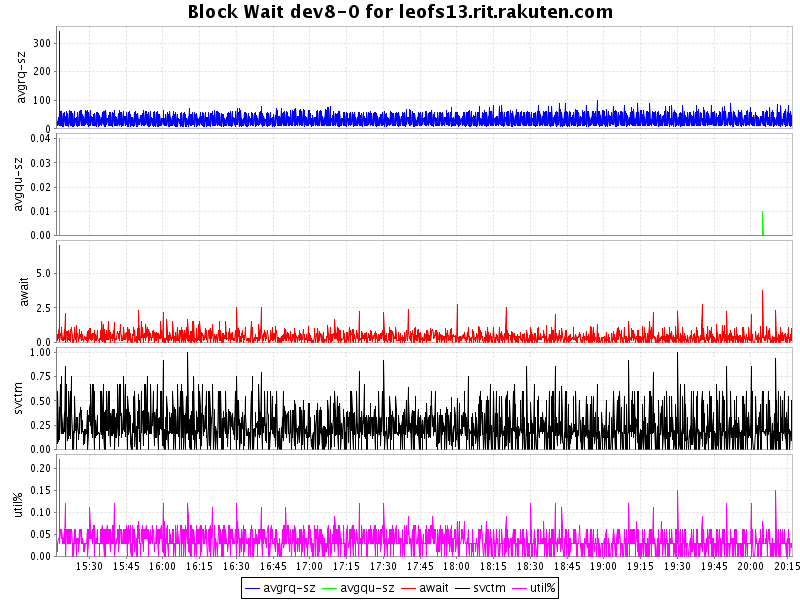 Block Wait dev8-0 for leofs13.rit.rakuten.com
avgrq-sz
300
200
100
0
avgqu-sz
0.04
0.03
0.02
0.01
0.00
await
5.0
2.5
0.0
svctm
1.00
0.75
0.50
0.25
0.00
util%
0.20
0.15
0.10
0.05
0.00
15:30 15:45 16:00 16:15 16:30 16:45 17:00 17:15 17:30 17:45 18:00 18:15 18:30 18:45 19:00 19:15 19:30 19:45 20:00 20:15
avgrq-sz avgqu-sz await svctm util%